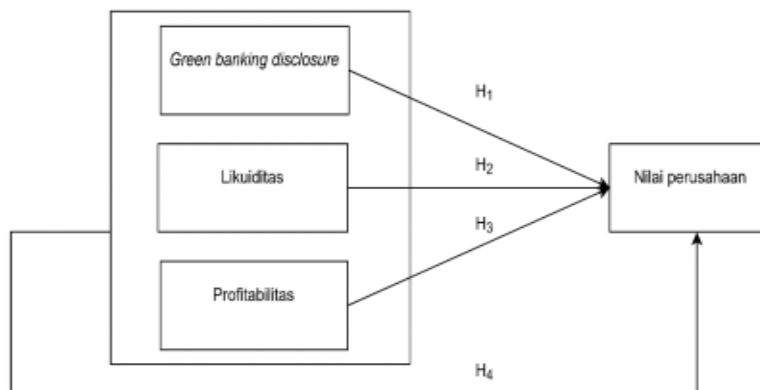 Green banking disclosure
H₁
Likuiditas
H₂
Nilai perusahaan
H₃
Profitabilitas
H₄